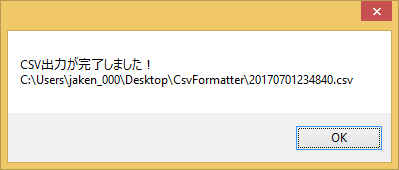 CSV出力が完了しました！
C:\Users\jaken_000\Desktop\CsvFormatter\20170701234840.csv
OK